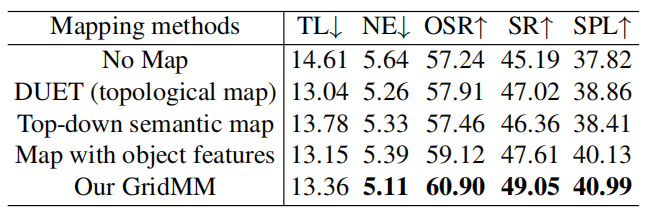 Mapping methods TL↓ NE↓ OSR↑ SR↑ SPL↑
No Map 14.61 5.64 57.24 45.19 37.82
DUET (topological map) 13.04 5.26 57.91 47.02 38.86
Top-down semantic map 13.78 5.33 57.46 46.36 38.41
Map with object features 13.15 5.39 59.12 47.61 40.13
Our GridMM 13.36 5.11 60.90 49.05 40.99